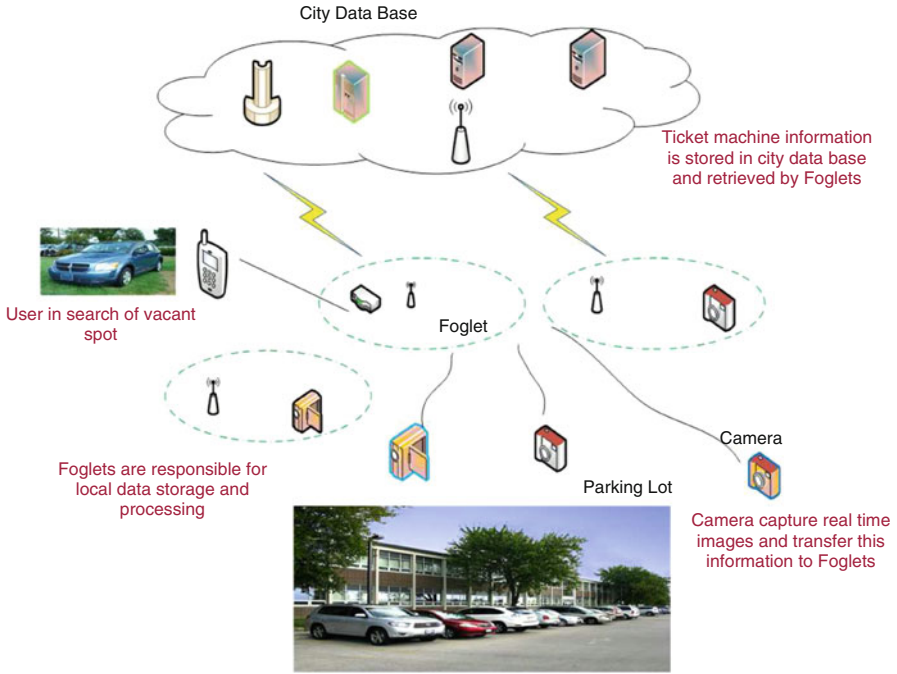 City Data Base
Ticket machine information
is stored in city data base
and retrieved by Foglets
User in search of vacant
spot
Foglet
Foglets are responsible for
local data storage and
processing
Camera
Parking Lot
Camera capture real time
images and transfer this
information to Foglets